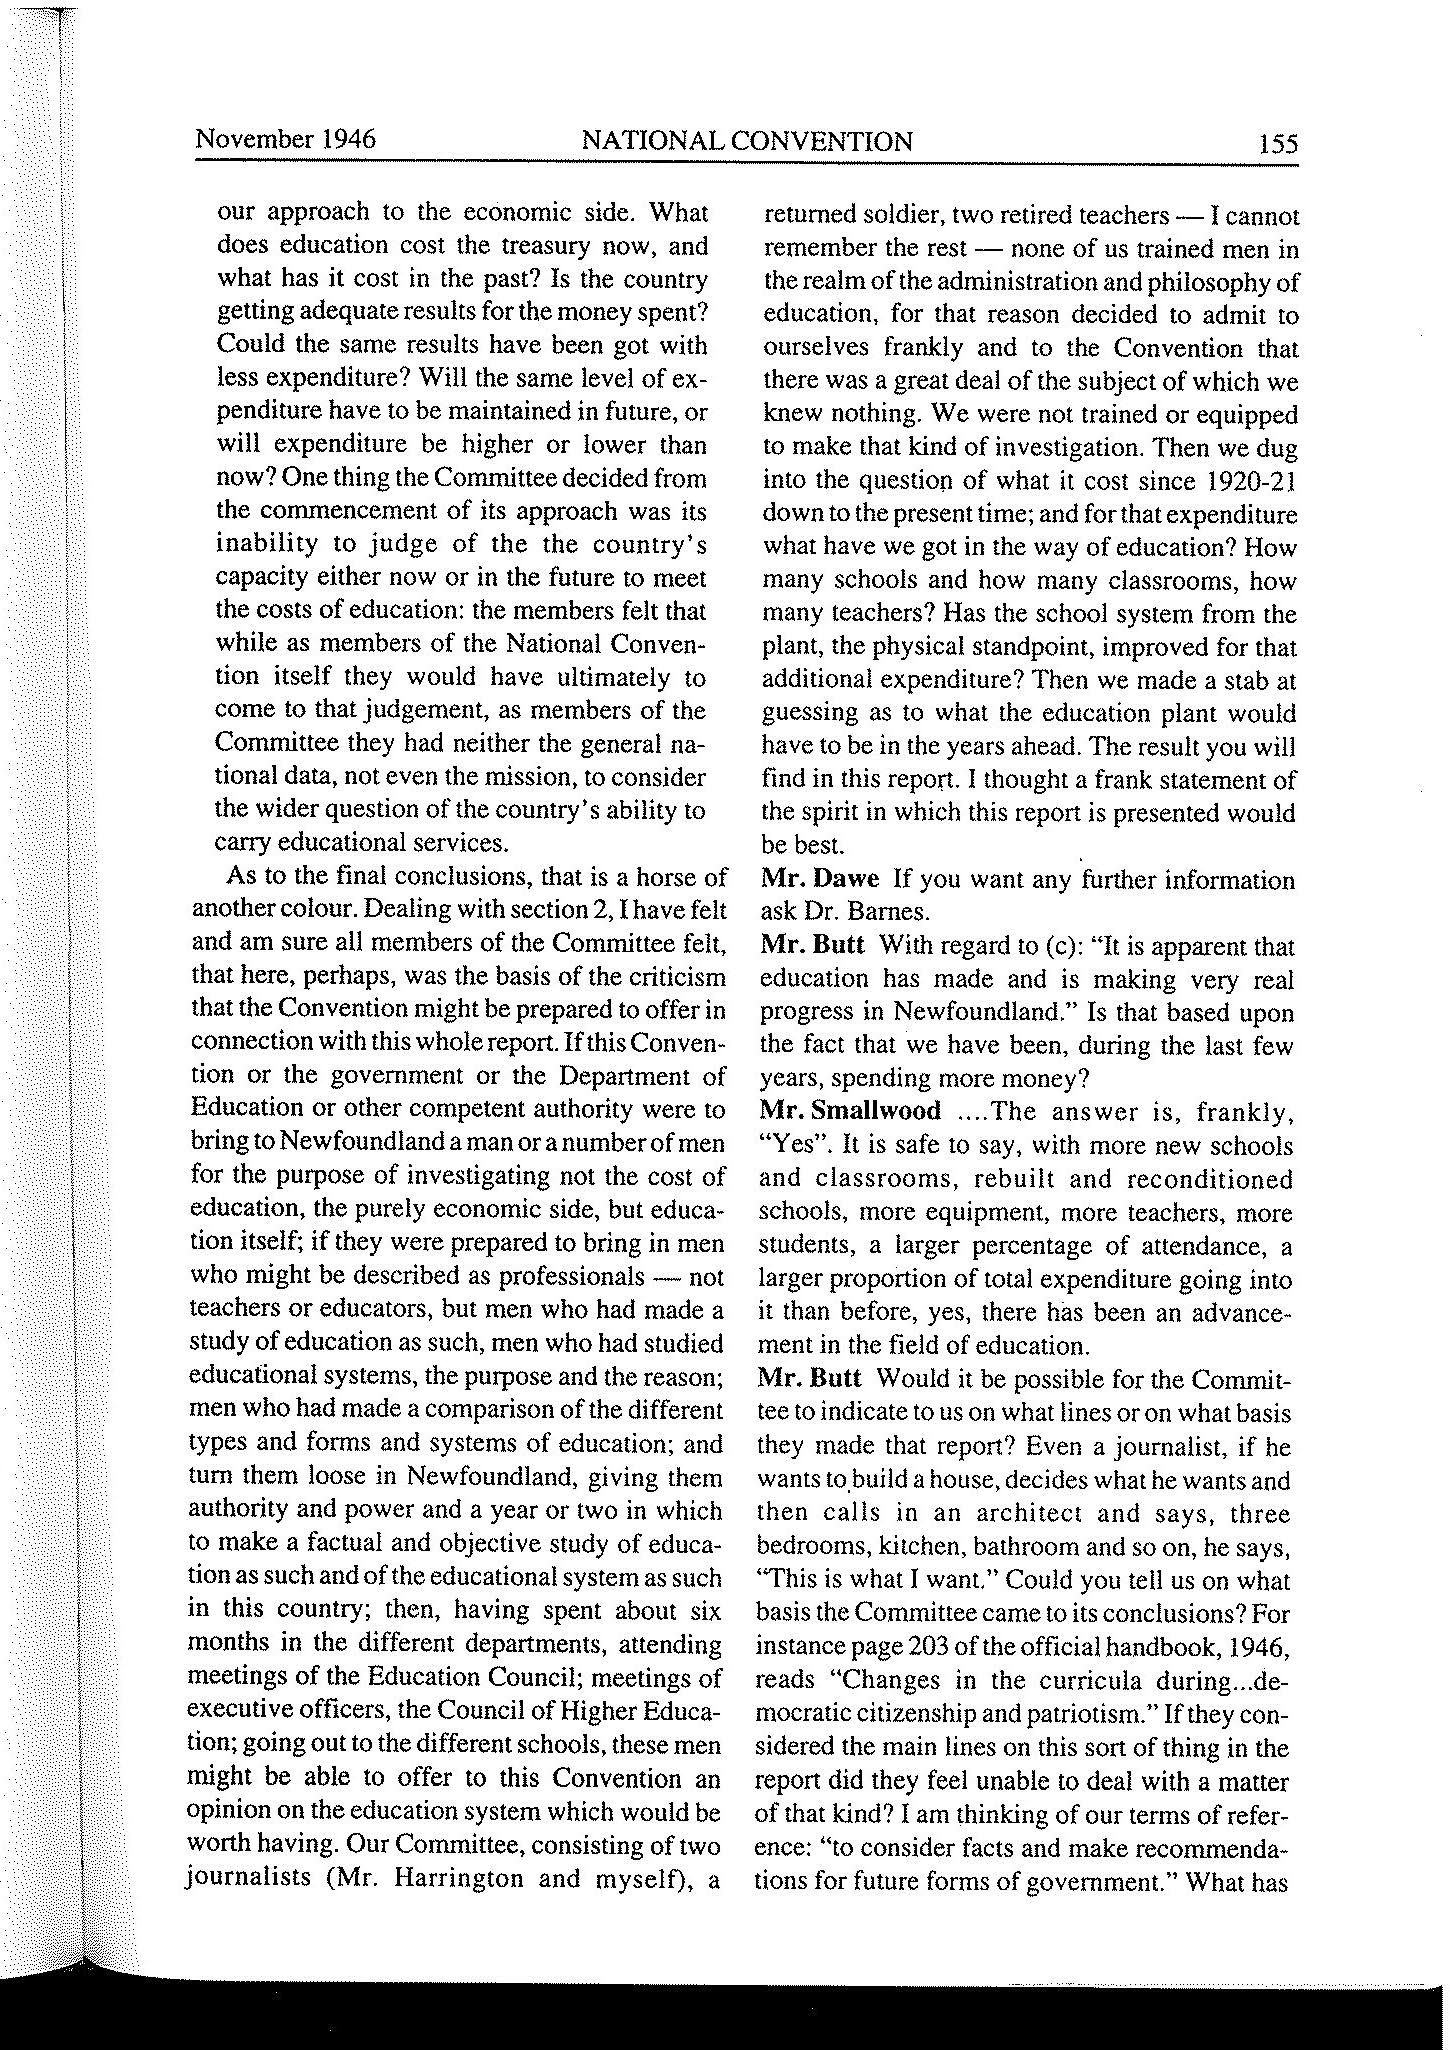 November 1946 NATIONAL CONVENTION 155
our approach to the economic side. What
does education cost the treasury now, and
what has it cost in the past? Is the country
getting adequate results for the money spent?
Could the same results have been got with
less expenditure? Will the same level of ex-
penditure have to be maintained in future, or
will expenditure be higher or lower than
now? One thing the Committee decided from
the commencement of its approach was its
inability to judge of the the country's
capacity either now or in the future to meet
the costs of education: the members felt that
while as members of the National Conven-
tion itself they would have ultimately to
come to that judgement, as members of the
Committee they had neither the general na-
tional data, not even the mission, to consider
the wider question of the country's ability to
carry educational services.
As to the final conclusions, that is a horse of
another colour. Dealing with section 2, I have felt
and am sure all members of the Committee felt,
that here, perhaps, was the basis of the criticism
that the Convention might be prepared to offer in
connection with this whole report. If this Conven-
tion or the government or the Department of
Education or other competent authority were to
bring to Newfoundland a man or a number of men
for the purpose of investigating not the cost of
education, the purely economic side, but educa-
tion itself; if they were prepared to bring in men
who might be described as professionals — not
teachers or educators, but men who had made a
study of education as such, men who had studied
educational systems, the purpose and the reason;
men who had made a comparison of the different
types and forms and systems of education; and
turn them loose in Newfoundland, giving them
authority and power and a year or two in which
to make a factual and objective study of educa-
tion as such and of the educational system as such
in this country; then, having spent about six
months in the different departments, attending
meetings of the Education Council; meetings of
executive officers, the Council of Higher Educa-
tion; going out to the different schools, these men
might be able to offer to this Convention an
opinion on the education system which would be
worth having. Our Committee, consisting of two
journalists (Mr. Harrington and myself), a
returned soldier, two retired teachers — I cannot
remember the rest — none of us trained men in
the realm of the administration and philosophy of
education, for that reason decided to admit to
ourselves frankly and to the Convention that
there was a great deal of the subject of which we
knew nothing. We were not trained or equipped
to make that kind of investigation. Then we dug
into the question of what it cost since 1920-21
down to the present time; and for that expenditure
what have we got in the way of education? How
many schools and how many classrooms, how
many teachers? Has the school system from the
plant, the physical standpoint, improved for that
additional expenditure? Then we made a stab at
guessing as to what the education plant would
have to be in the years ahead. The result you will
find in this report. I thought a frank statement of
the spirit in which this report is presented would
be best.
Mr. Dawe If you want any further information
ask Dr. Barnes.
Mr. Butt With regard to (c): "It is apparent that
education has made and is making very real
progress in Newfoundland." Is that based upon
the fact that we have been, during the last few
years, spending more money?
Mr. Smallwood ....The answer is, frankly,
"Yes". It is safe to say, with more new schools
and classrooms, rebuilt and reconditioned
schools, more equipment, more teachers, more
students, a larger percentage of attendance, a
larger proportion of total expenditure going into
it than before, yes, there has been an advance-
ment in the field of education.
Mr. Butt Would it be possible for the Commit-
tee to indicate to us on what lines or on what basis
they made that report? Even a journalist, if he
wants to build a house, decides what he wants and
then calls in an architect and says, three
bedrooms, kitchen, bathroom and so on, he says,
"This is what I want." Could you tell us on what
basis the Committee came to its conclusions? For
instance page 203 of the official handbook, 1946,
reads "Changes in the curricula during...de-
mocratic citizenship and patriotism." If they con-
sidered the main lines on this sort of thing in the
report did they feel unable to deal with a matter
of that kind? I am thinking of our terms of refer-
ence: "to consider facts and make recommenda-
tions for future forms of government." What has